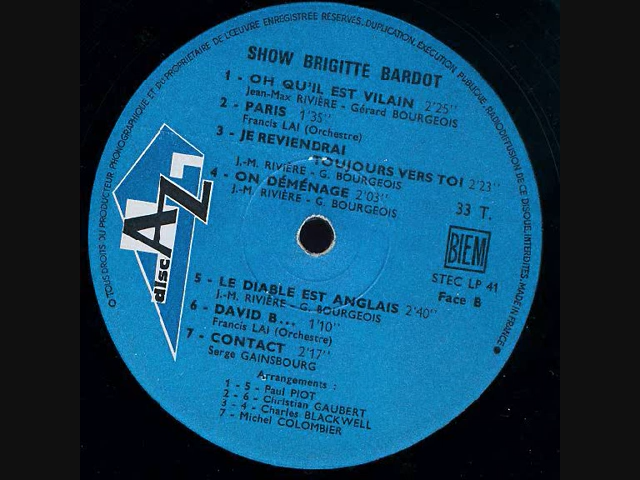 TOUS DROITS DU PRODUCTEUR PHONOGRAPHIQUE ET DU PROPRIETAIRE DE L'ŒUVRE ENREGISTREE RESERVES. DUPLICATION, EXECUTION PUBLIQUE, RADIODIFFUSION DE CE DISQUE INTERDITES. MADE IN FRANCE
SHOW BRIGITTE BARDOT
1 - OH QU'IL EST VILAIN 2'25''
Jean-Max RIVIÈRE - Gérard BOURGEOIS
2 - PARIS 1'35''
Francis LAI (Orchestre)
3 - JE REVIENDRAI
TOUJOURS VERS TOI 2'23''
J.-M. RIVIÈRE - G. BOURGEOIS
4 - ON DÉMÉNAGE 2'03''
J.-M. RIVIÈRE - G. BOURGEOIS
33 T.
disc AZ
BIEM
STEC LP 41
Face B
5 - LE DIABLE EST ANGLAIS 2'40''
J.-M. RIVIÈRE - G. BOURGEOIS
6 - DAVID B... 1'10''
Francis LAI (Orchestre)
7 - CONTACT 2'17''
Serge GAINSBOURG
Arrangements :
1 - 5 - Paul PIOT
2 - 6 - Christian GAUBERT
3 - 4 - Charles BLACKWELL
7 - Michel COLOMBIER